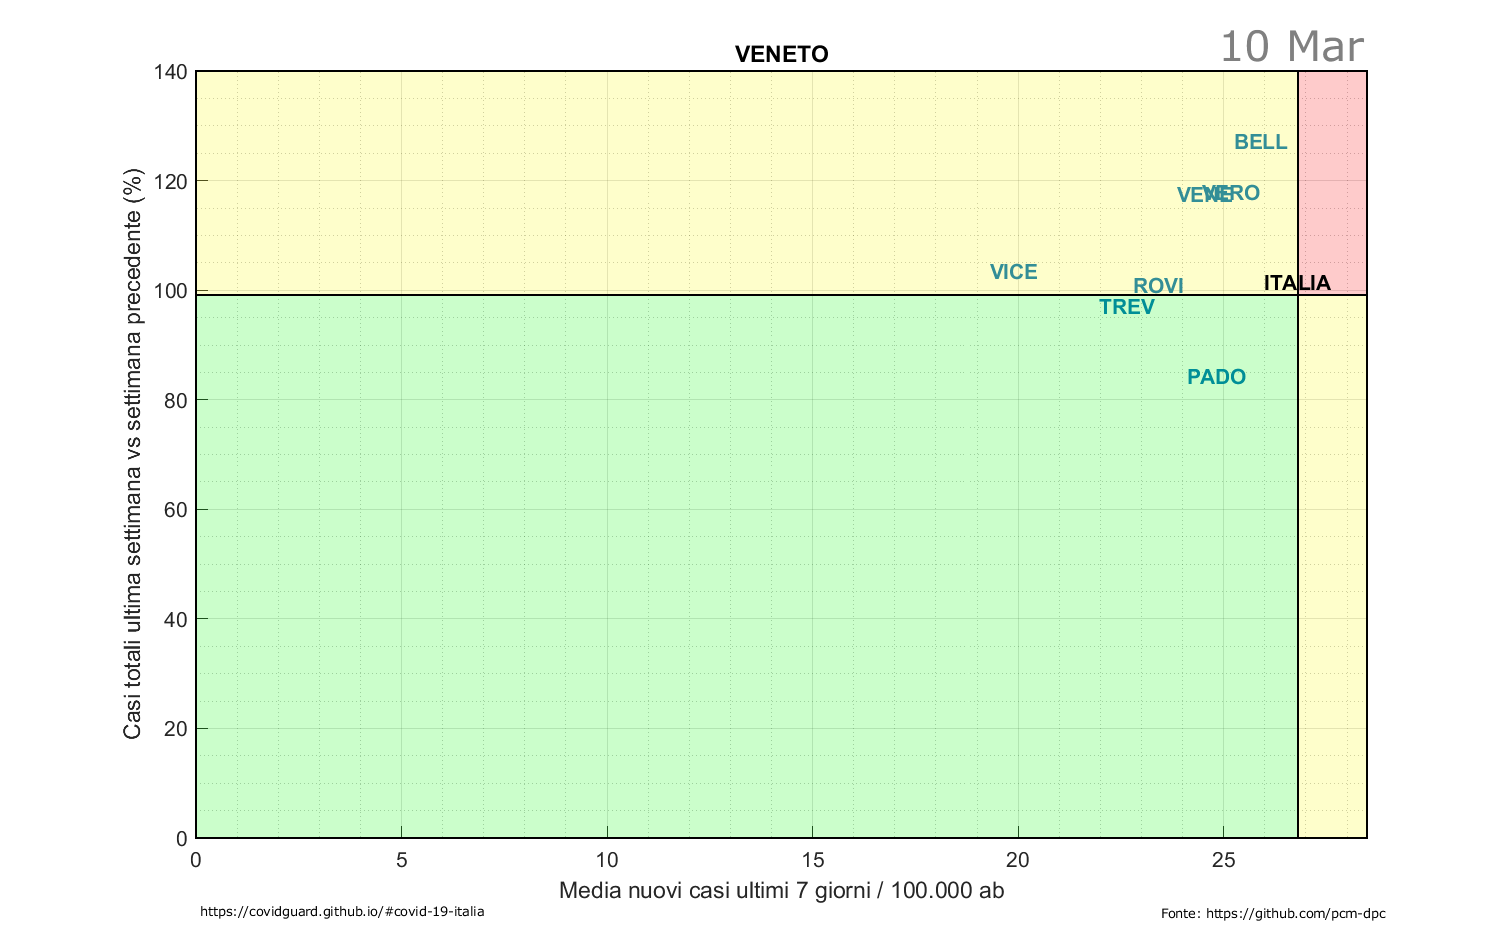 10 Mar
VENETO
Casi totali ultima settimana vs settimana precedente (%)
140
120
100
80
60
40
20
0
BELL
VENE
VERO
VICE
ROVI
ITALIA
TREV
PADO
0 5 10 15 20 25
Media nuovi casi ultimi 7 giorni / 100.000 ab
https://covidguard.github.io/#covid-19-italia
Fonte: https://github.com/pcm-dpc